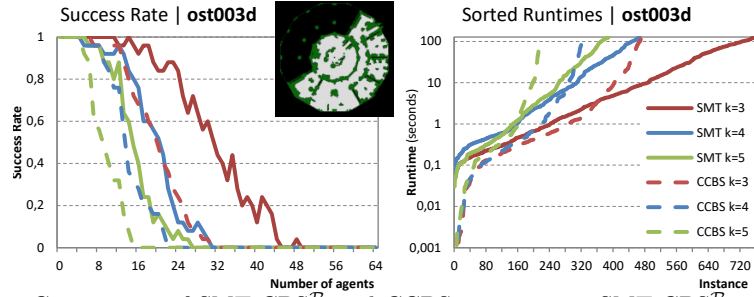 Success Rate | ost003d
1
0,8
0,6
0,4
0,2
0
Success Rate
0 8 16 24 32 40 48 56 64
Number of agents
Sorted Runtimes | ost003d
100
10
1
0,1
0,01
0,001
Runtime (seconds)
SMT k=3
SMT k=4
SMT k=5
CCBS k=3
CCBS k=4
CCBS k=5
0 80 160 240 320 400 480 560 640 720
Instance